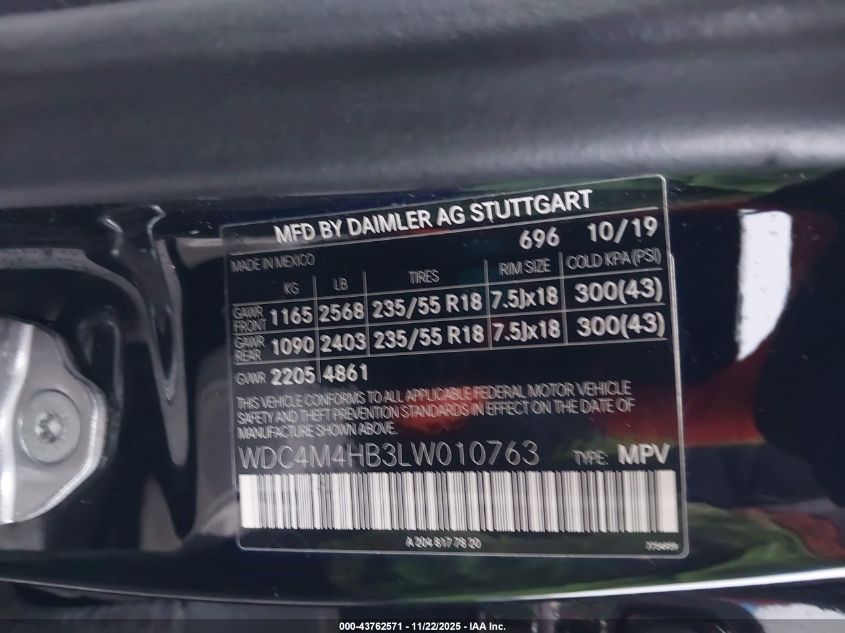 MFD BY DAIMLER AG STUTTGART
696 10/19
MADE IN MEXICO
KG LB TIRES RIM SIZE COLD KPA (PSI)
GAWR FRONT 1165 2568 235/55 R18 7.5Jx18 300(43)
GAWR REAR 1090 2403 235/55 R18 7.5Jx18 300(43)
GVWR 2205 4861
THIS VEHICLE CONFORMS TO ALL APPLICABLE FEDERAL MOTOR VEHICLE
SAFETY AND THEFT PREVENTION STANDARDS IN EFFECT ON THE DATE OF
MANUFACTURE SHOWN ABOVE.
WDC4M4HB3LW010763 TYPE: MPV
A 204 817 78 20
000-43762571 - 11/22/2025 - IAA Inc.